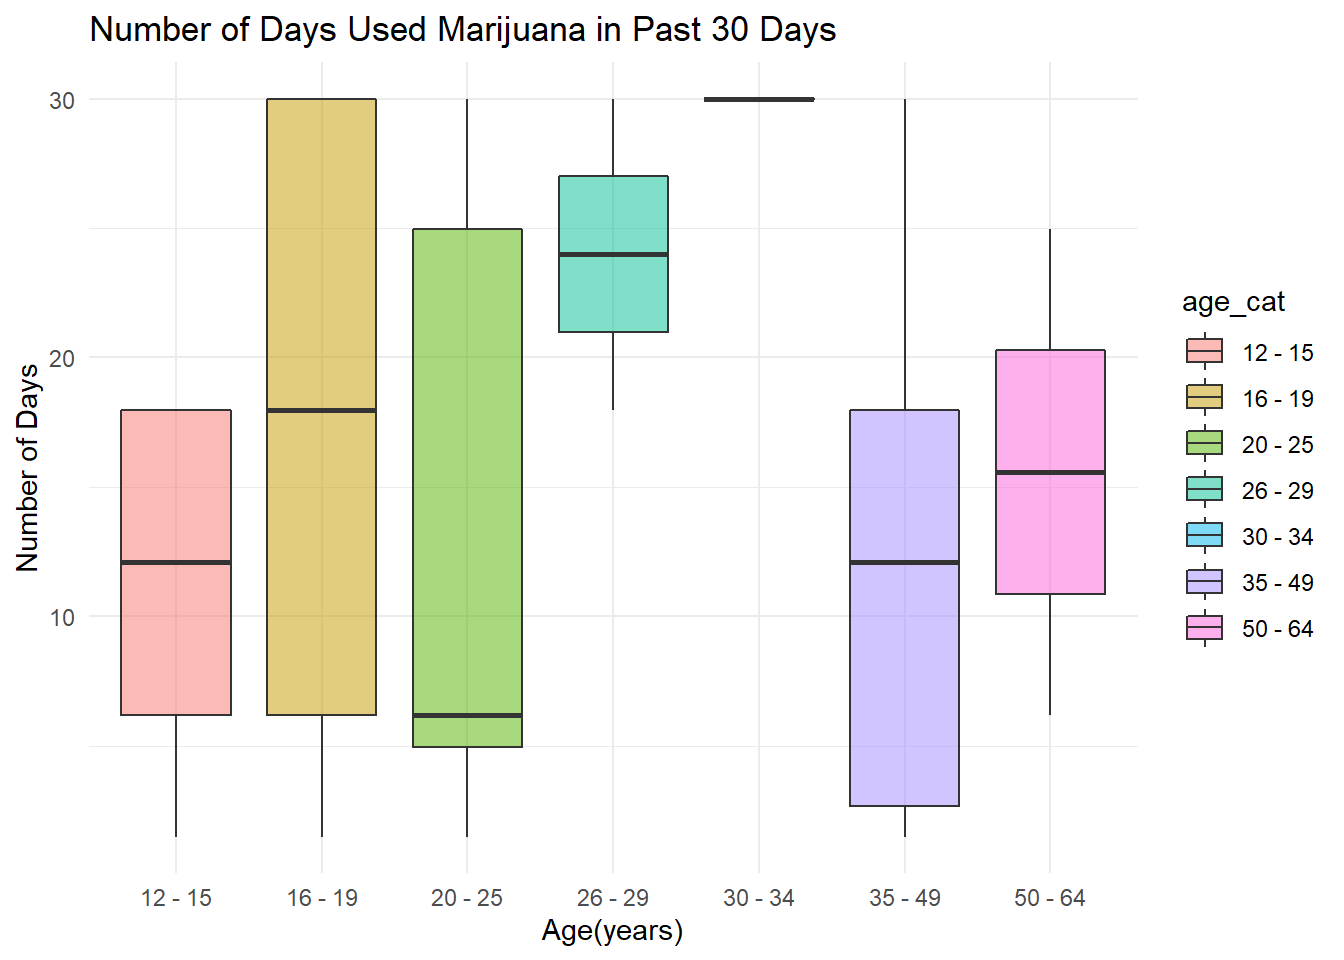 Number of Days Used Marijuana in Past 30 Days
30
20
10
Number of Days
12 - 15
16 - 19
20 - 25
26 - 29
30 - 34
35 - 49
50 - 64
Age(years)
age_cat
12 - 15
16 - 19
20 - 25
26 - 29
30 - 34
35 - 49
50 - 64